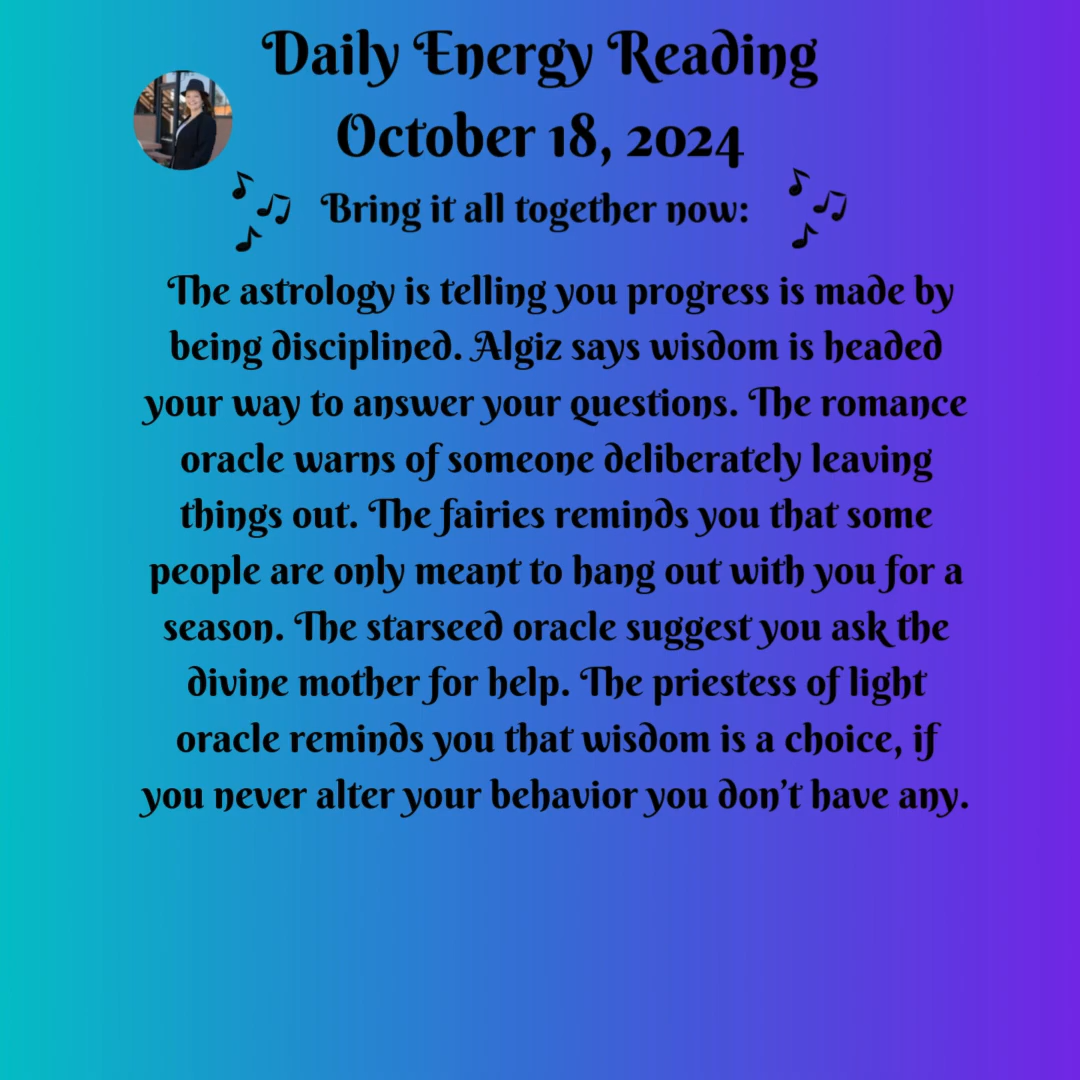 Daily Energy Reading
October 18, 2024
Bring it all together now:
The astrology is telling you progress is made by
being disciplined. Algiz says wisdom is headed
your way to answer your questions. The romance
oracle warns of someone deliberately leaving
things out. The fairies reminds you that some
people are only meant to hang out with you for a
season. The starseed oracle suggest you ask the
divine mother for help. The priestess of light
oracle reminds you that wisdom is a choice, if
you never alter your behavior you don't have any.